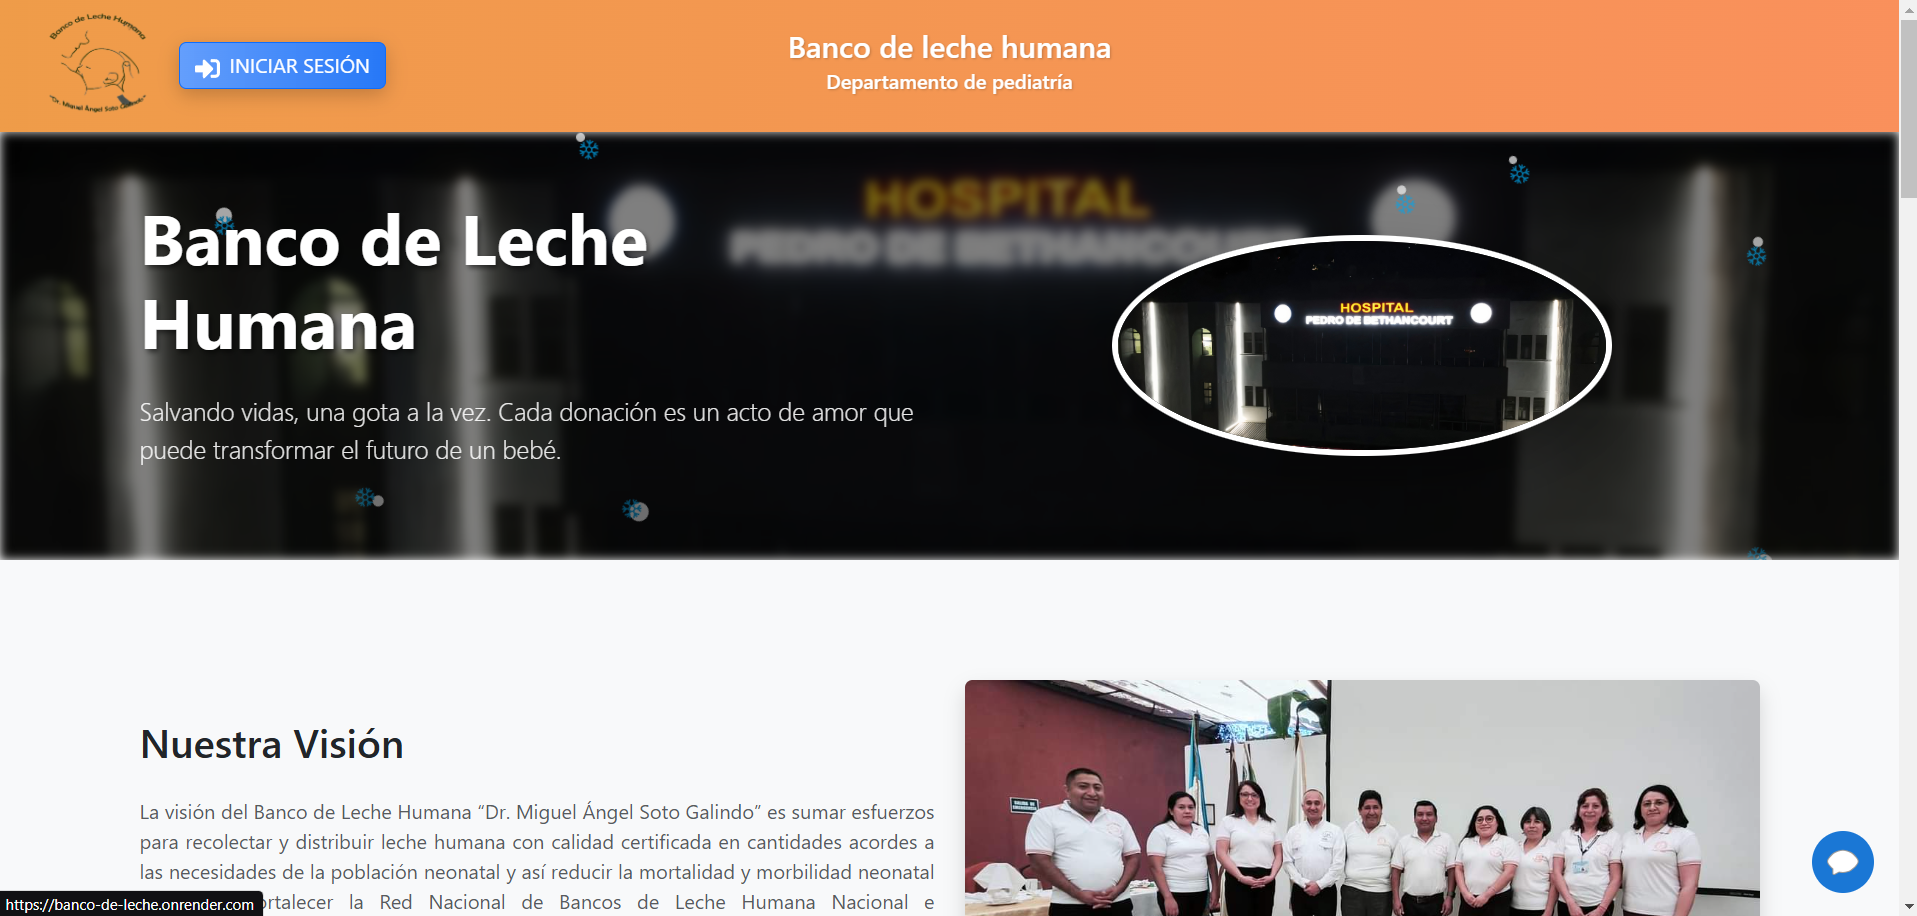 Banco de Leche Humana
"Dr. Miguel Ángel Soto Galindo"
INICIAR SESIÓN
Banco de leche humana
Departamento de pediatría
HOSPITAL
PEDRO DE BETHANCOURT
Banco de Leche
Humana
HOSPITAL
PEDRO DE BETHANCOURT
Salvando vidas, una gota a la vez. Cada donación es un acto de amor que
puede transformar el futuro de un bebé.
Nuestra Visión
La visión del Banco de Leche Humana “Dr. Miguel Ángel Soto Galindo” es sumar esfuerzos
para recolectar y distribuir leche humana con calidad certificada en cantidades acordes a
las necesidades de la población neonatal y así reducir la mortalidad y morbilidad neonatal
ortalecer la Red Nacional de Bancos de Leche Humana Nacional e
SALIDA DE
EMERGENCIA
https://banco-de-leche.onrender.com